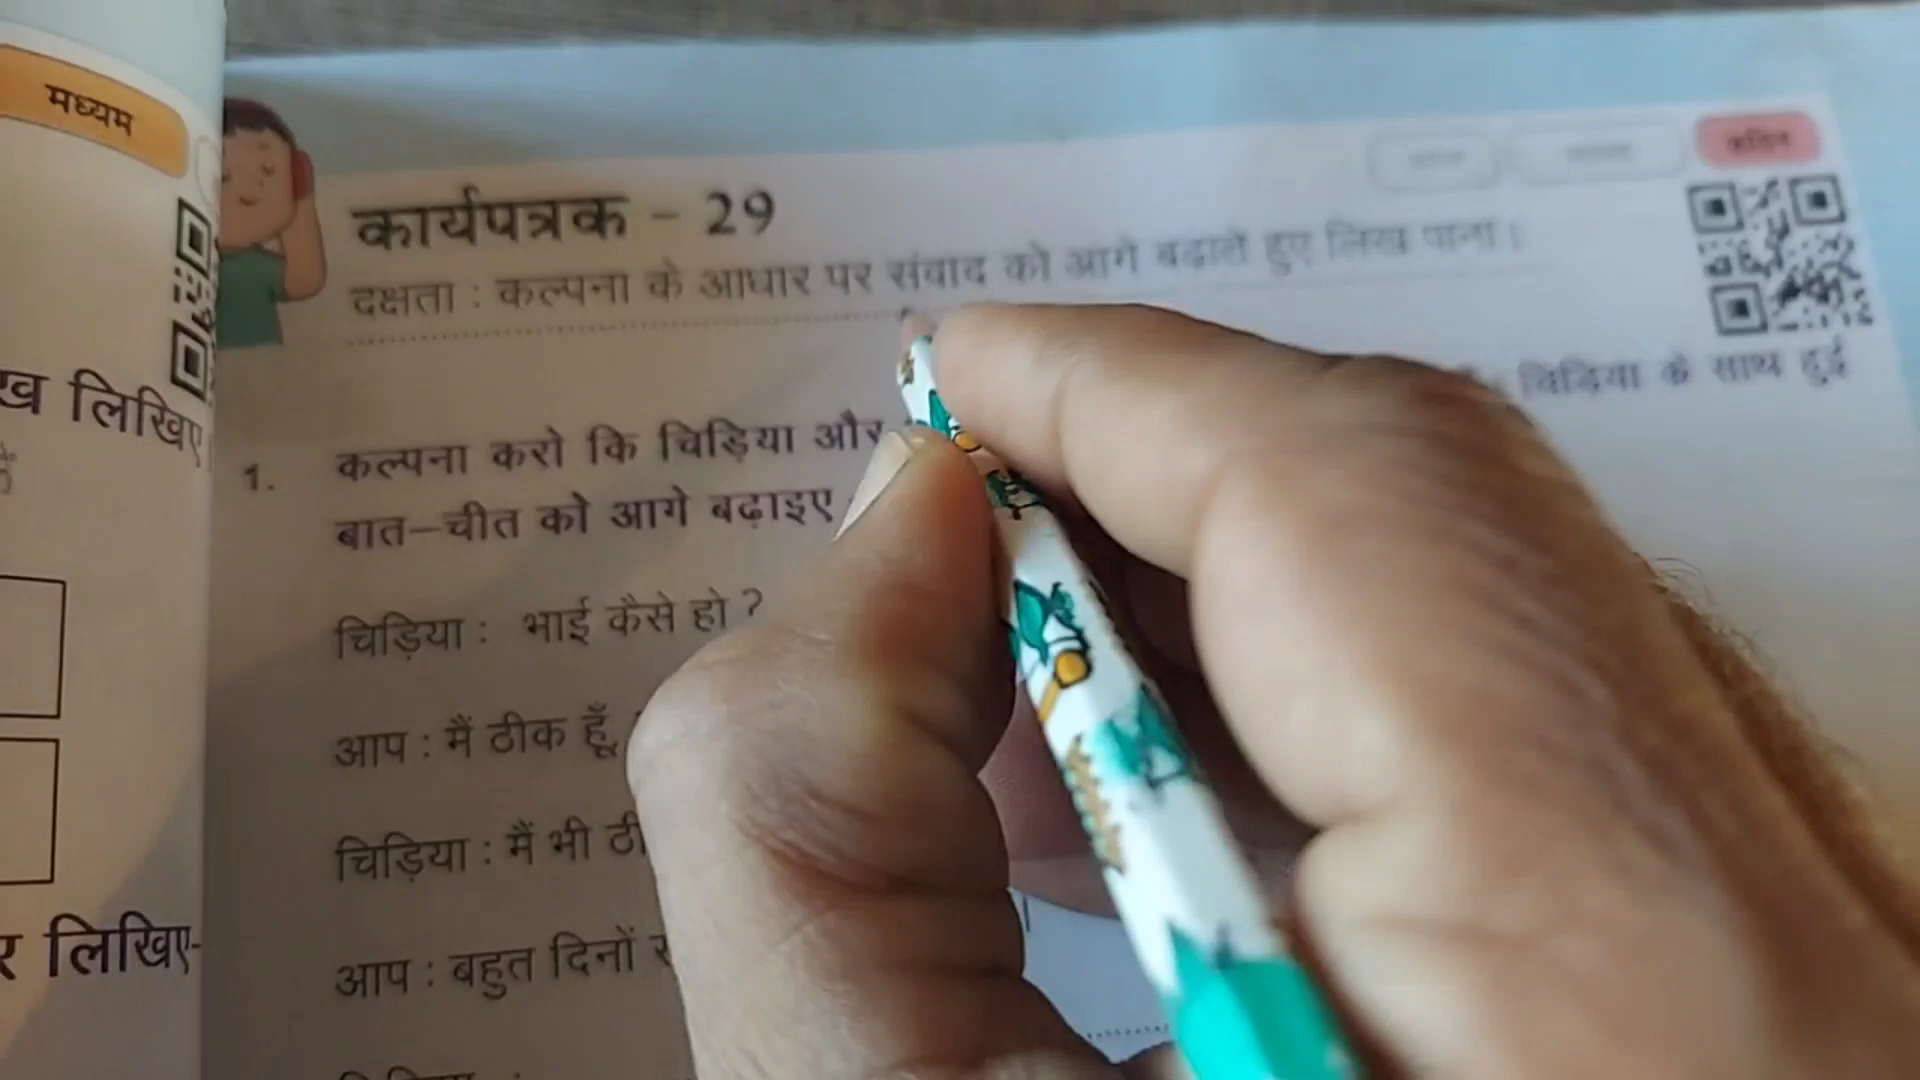 मध्यम
ख लिखिए
र लिखिए-
कठिन
कार्यपत्रक - 29
दक्षता : कल्पना के आधार पर संवाद को आगे बढ़ाते हुए लिख पाना।
1. कल्पना करो कि चिड़िया और चिड़िया के साथ हुई
बात-चीत को आगे बढ़ाइए
चिड़िया : भाई कैसे हो ?
आप : मैं ठीक हूँ,
चिड़िया : मैं भी ठी
आप : बहुत दिनों